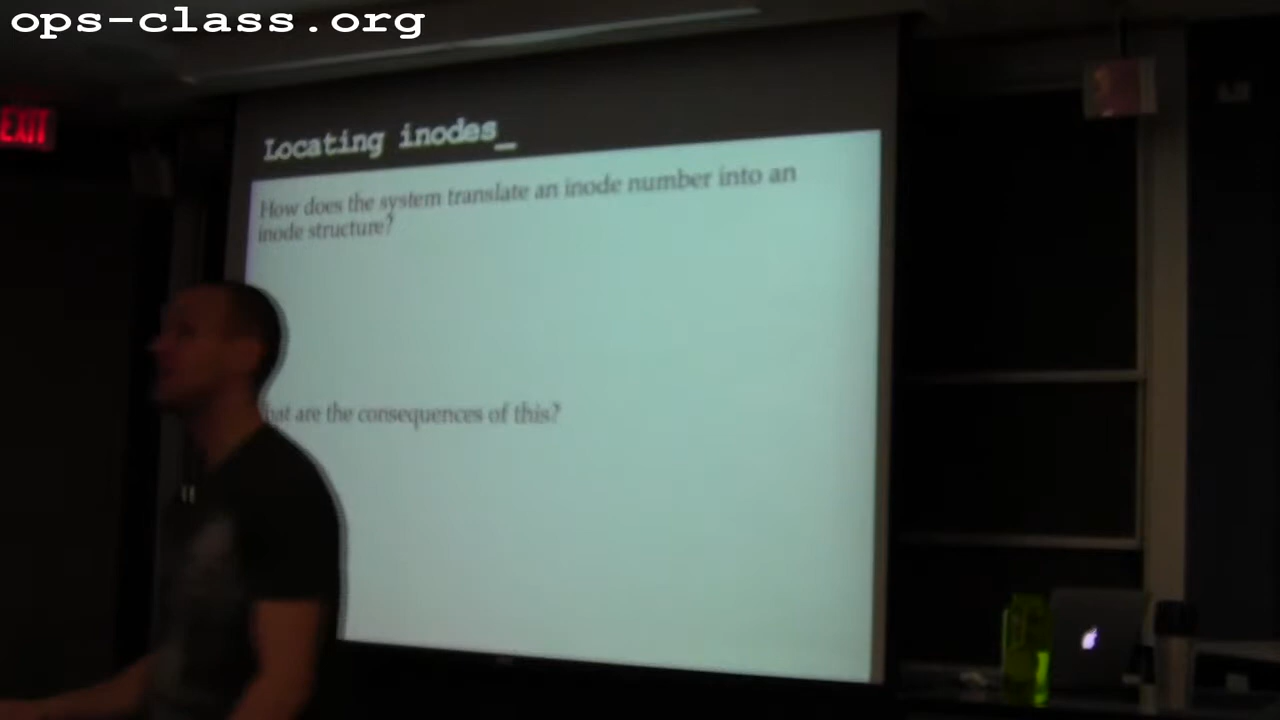 ops-class.org
EXIT
Locating inodes_
How does the system translate an inode number into an
inode structure?
are the consequences of this?